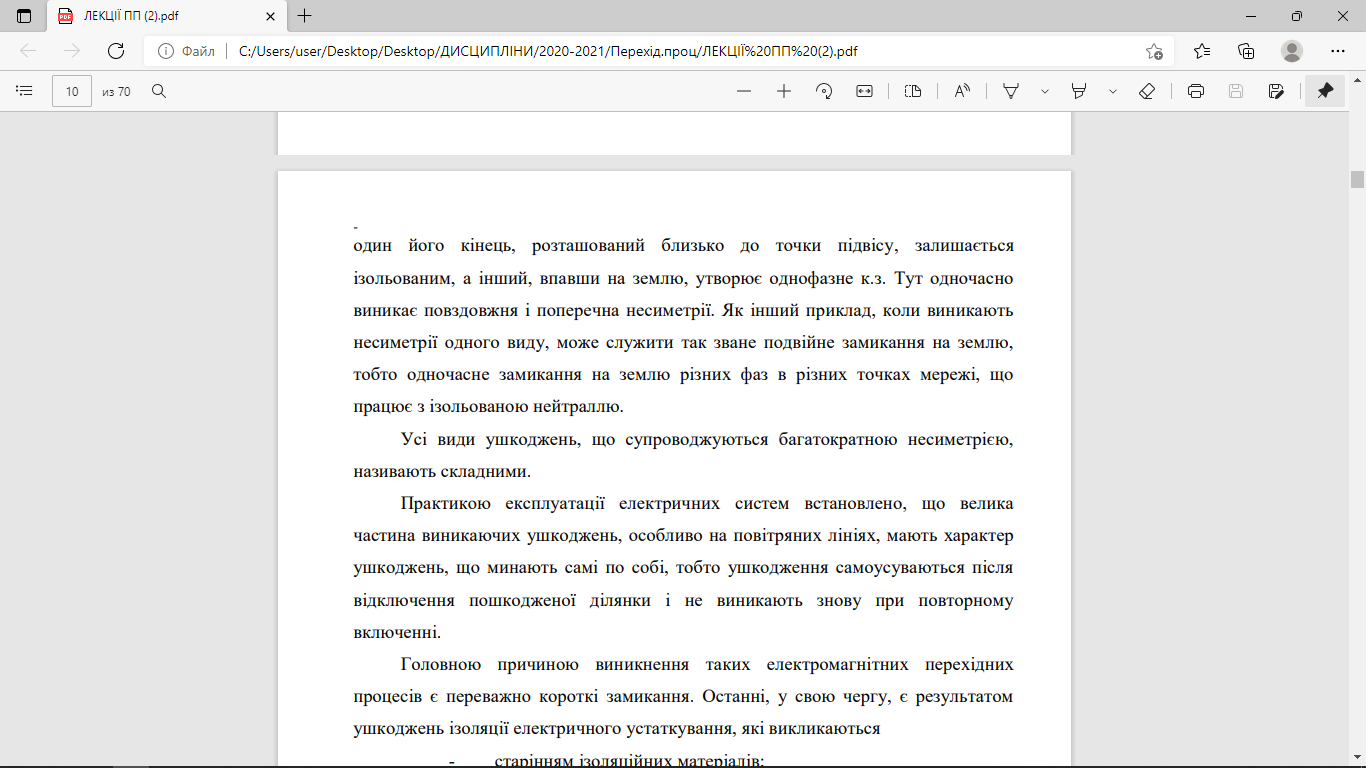 ЛЕКЦІЇ ПП (2).pdf
Файл C:/Users/user/Desktop/Desktop/ДИСЦИПЛІНИ/2020-2021/Перехід.проц/ЛЕКЦІЇ%20ПП%20(2).pdf
10 из 70
-
один його кінець, розташований близько до точки підвісу, залишається
ізольованим, а інший, впавши на землю, утворює однофазне к.з. Тут одночасно
виникає повздовжня і поперечна несиметрії. Як інший приклад, коли виникають
несиметрії одного виду, може служити так зване подвійне замикання на землю,
тобто одночасне замикання на землю різних фаз в різних точках мережі, що
працює з ізольованою нейтраллю.
Усі види ушкоджень, що супроводжуються багатократною несиметрією,
називають складними.
Практикою експлуатації електричних систем встановлено, що велика
частина виникаючих ушкоджень, особливо на повітряних лініях, мають характер
ушкоджень, що минають самі по собі, тобто ушкодження самоусуваються після
відключення пошкодженої ділянки і не виникають знову при повторному
включенні.
Головною причиною виникнення таких електромагнітних перехідних
процесів є переважно короткі замикання. Останні, у свою чергу, є результатом
ушкоджень ізоляції електричного устаткування, які викликаються
- старінням ізоляційних матеріалів;